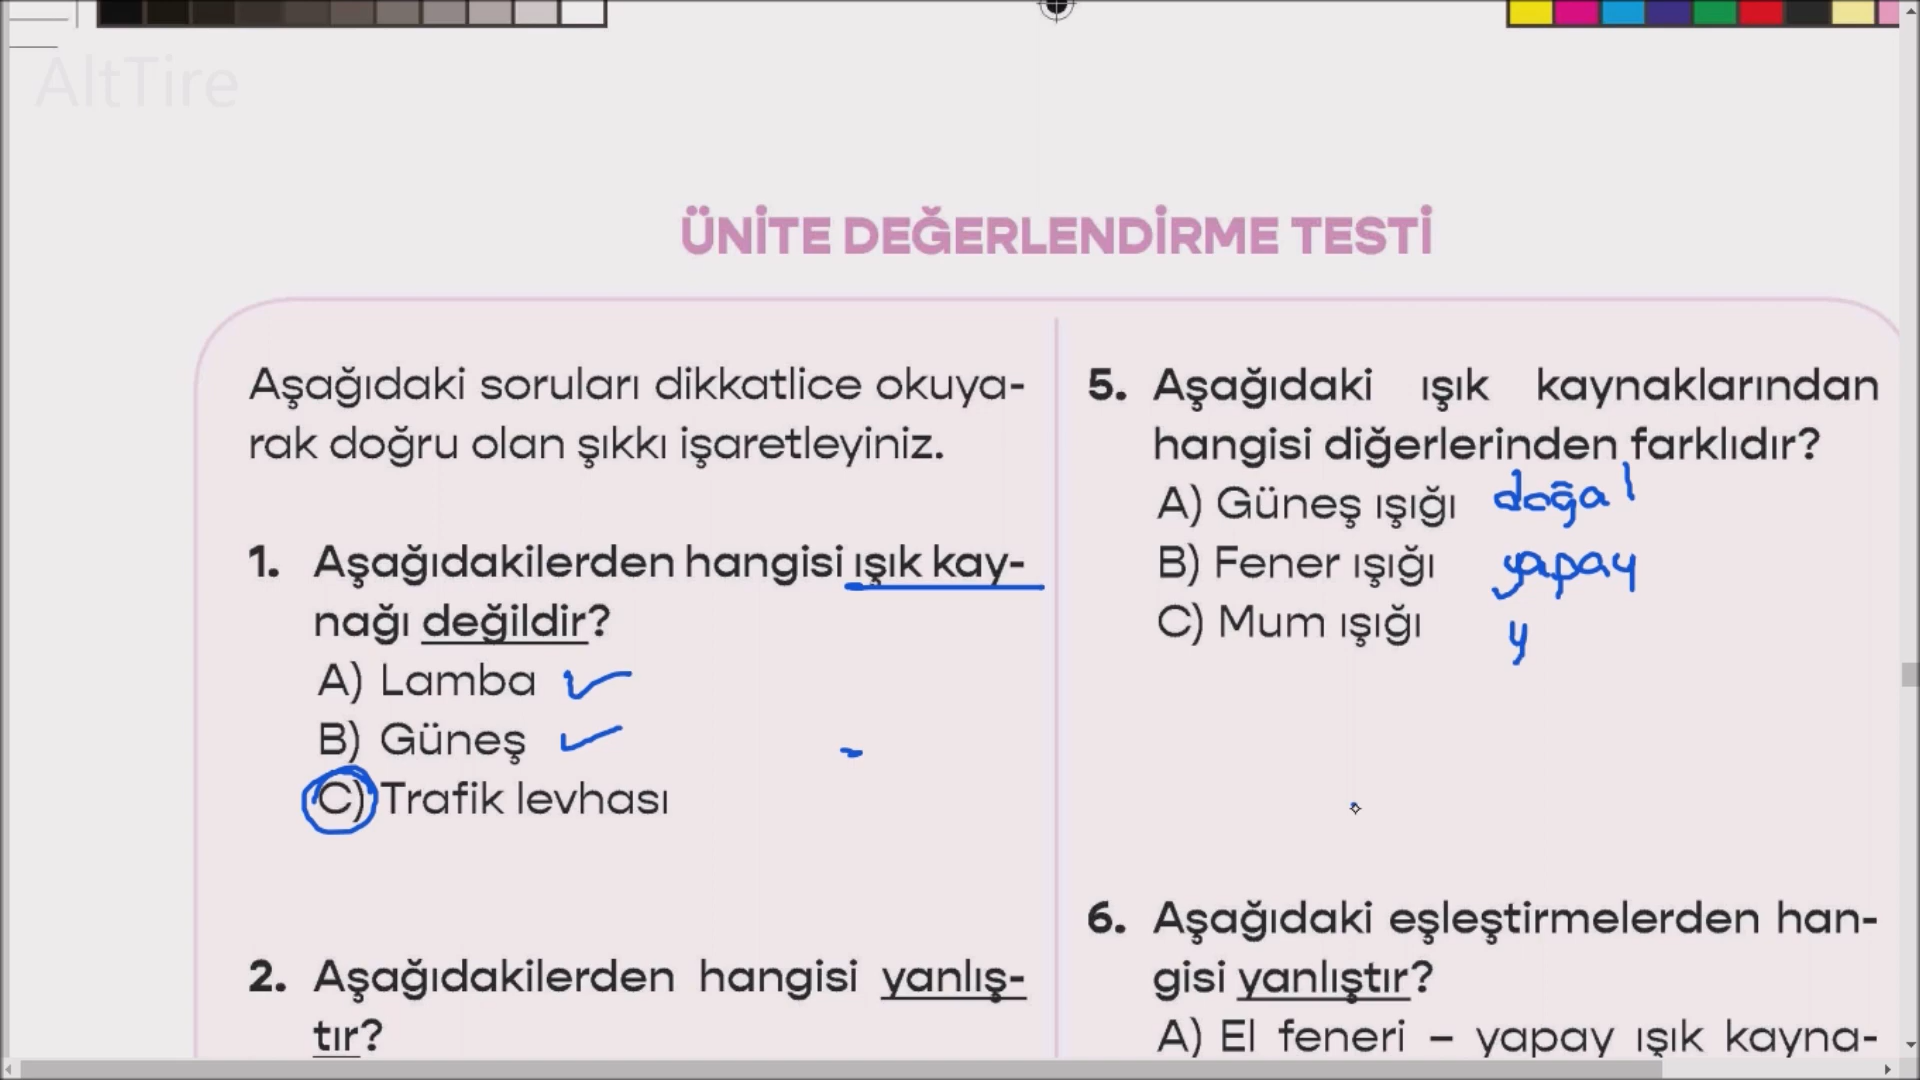 AltTire
ÜNİTE DEĞERLENDİRME TESTİ
Aşağıdaki soruları dikkatlice okuya-
rak doğru olan şıkkı işaretleyiniz.
1. Aşağıdakilerden hangisi ışık kay-
nağı değildir?
A) Lamba
B) Güneş
C) Trafik levhası
2. Aşağıdakilerden hangisi yanlış-
tır?
5. Aşağıdaki ışık kaynaklarından
hangisi diğerlerinden farklıdır?
A) Güneş ışığı doğal
B) Fener ışığı yapay
C) Mum ışığı y
6. Aşağıdaki eşleştirmelerden han-
gisi yanlıştır?
A) El feneri – yapay ışık kayna-